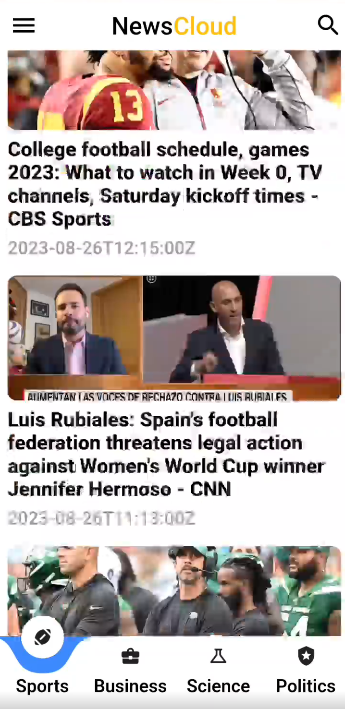 NewsCloud
13
College football schedule, games
2023: What to watch in Week 0, TV
channels, Saturday kickoff times -
CBS Sports
2023-08-26T12:15:00Z
AUMENTAN LAS VOCES DE RECHAZO CONTRA LUIS RUBIALES
Luis Rubiales: Spain's football
federation threatens legal action
against Women's World Cup winner
Jennifer Hermoso - CNN
2023-08-26T11:13:00Z
Sports
Business
Science
Politics